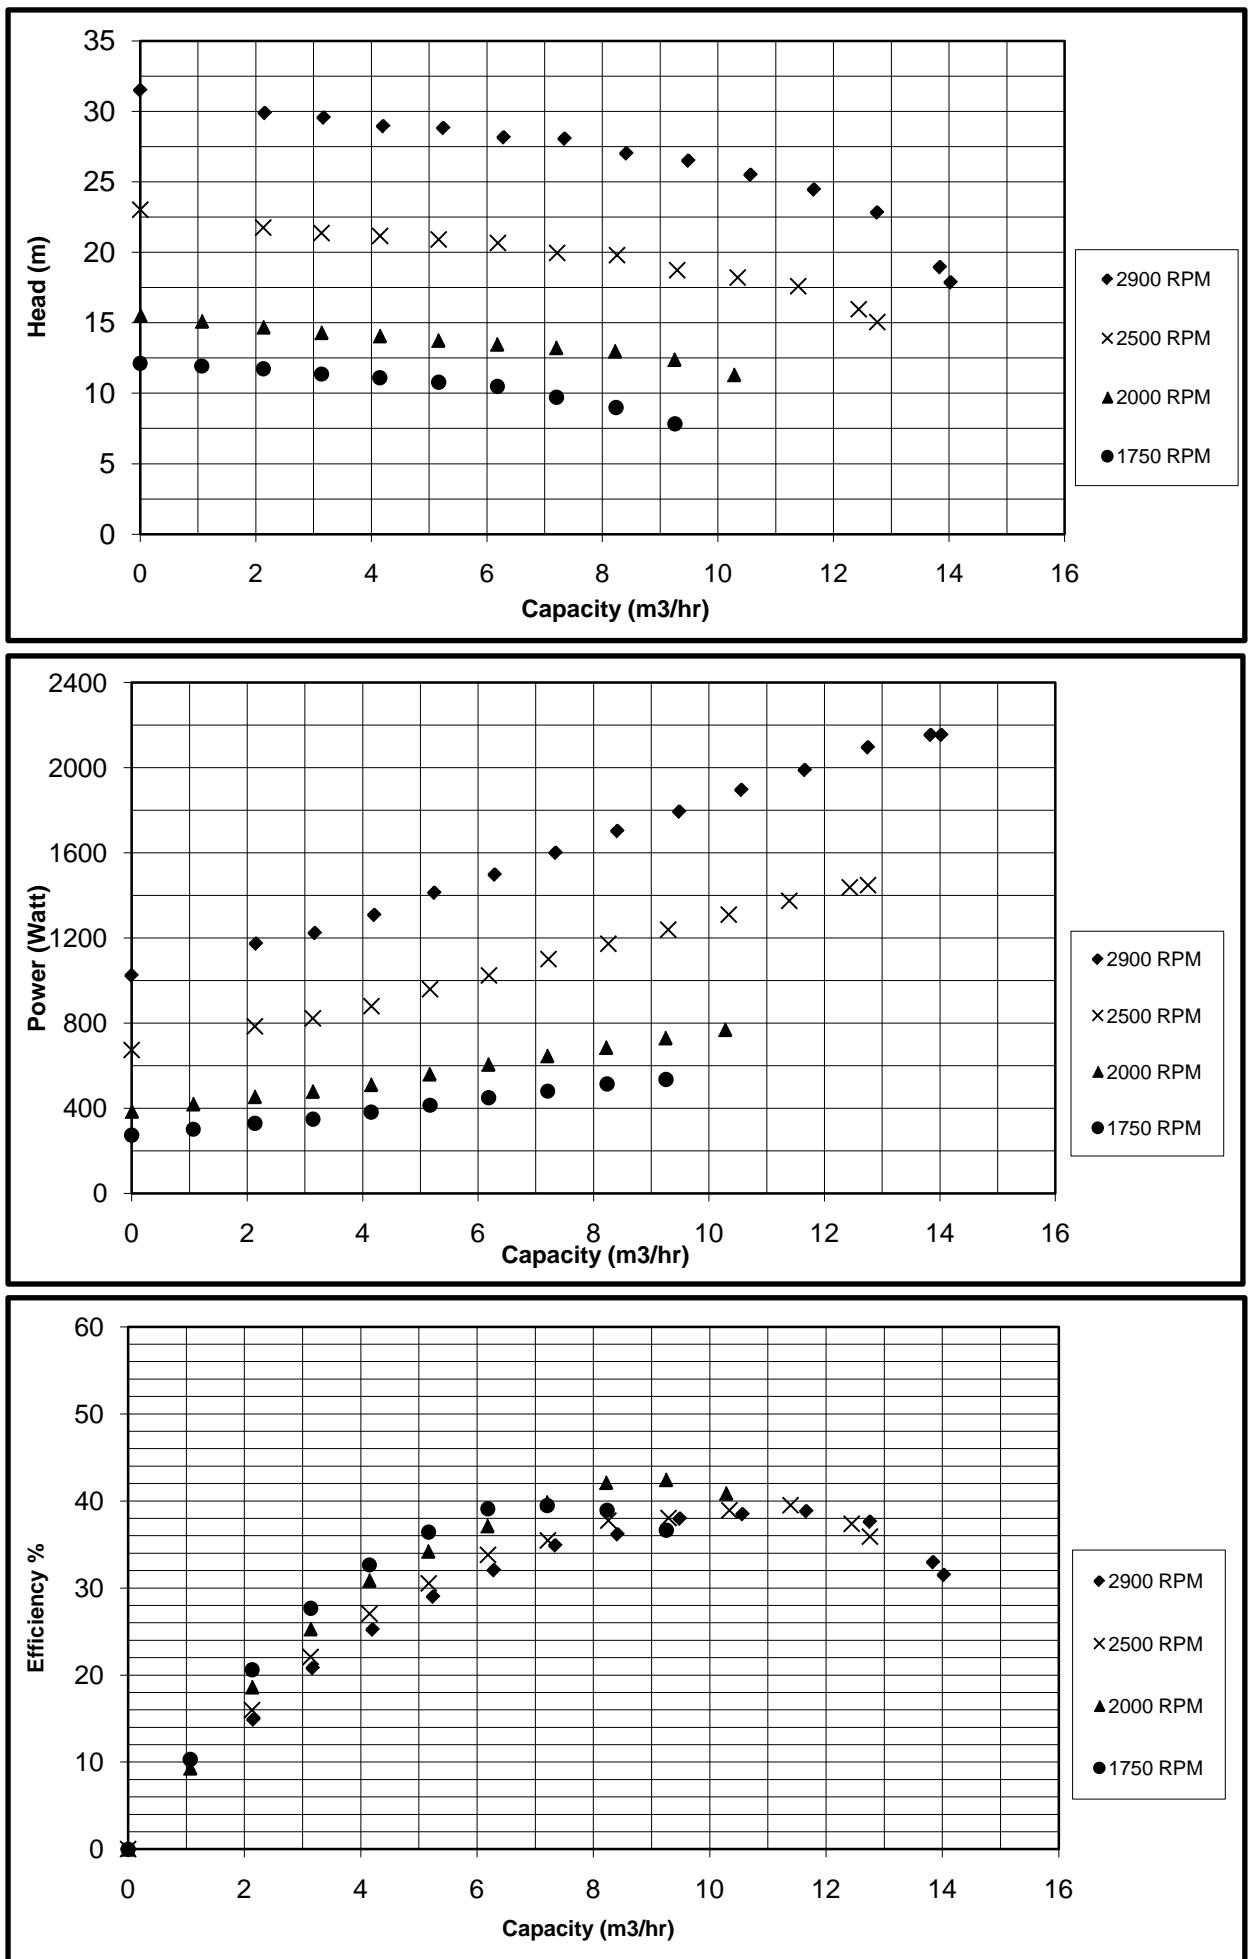 35
30
25
20
15
10
5
0
Head (m)
0 2 4 6 8 10 12 14 16
Capacity (m3/hr)
2900 RPM
2500 RPM
2000 RPM
1750 RPM
2400
2000
1600
1200
800
400
0
Power (Watt)
0 2 4 6 8 10 12 14 16
Capacity (m3/hr)
2900 RPM
2500 RPM
2000 RPM
1750 RPM
60
50
40
30
20
10
0
Efficiency %
0 2 4 6 8 10 12 14 16
Capacity (m3/hr)
2900 RPM
2500 RPM
2000 RPM
1750 RPM